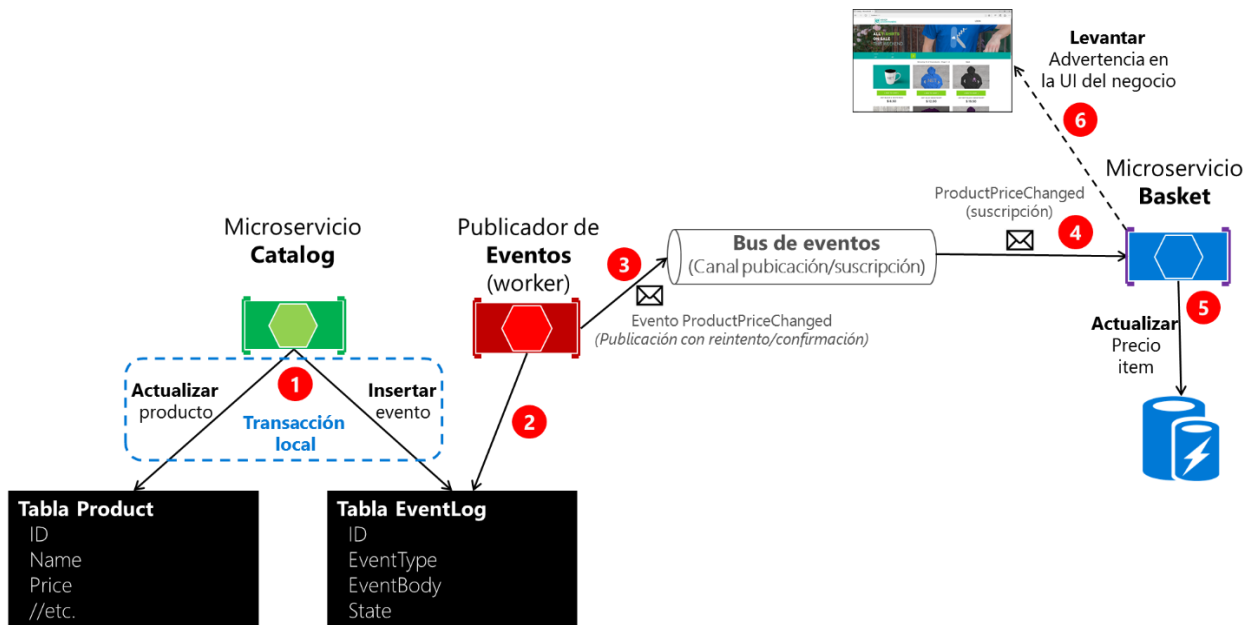 Levantar
Advertencia en
la UI del negocio
6
Microservicio
Basket
ProductPriceChanged
(suscripción)
4
Microservicio
Catalog
Publicador de
Eventos
(worker)
3
Bus de eventos
(Canal pubicación/suscripción)
Evento ProductPriceChanged
(Publicación con reintento/confirmación)
5
Actualizar
Precio
item
1
Actualizar
producto
Insertar
evento
Transacción
local
2
Tabla Product
ID
Name
Price
//etc.
Tabla EventLog
ID
EventType
EventBody
State